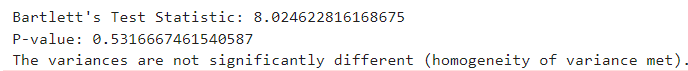 Bartlett's Test Statistic: 8.024622816168675
P-value: 0.5316667461540587
The variances are not significantly different (homogeneity of variance met).